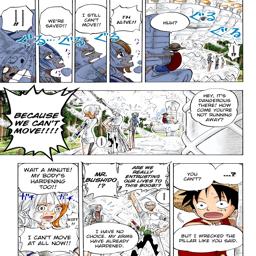 HUH?
I'M ALIVE!!
I STILL
CAN'T
MOVE!
WE'RE
SAVED!!
!!
HEY, IT'S
DANGEROUS
THERE! HOW
COME YOU'RE
NOT RUNNING
AWAY?
BECAUSE
WE CAN'T
MOVE!!!!
...?
YOU
CAN'T?
BUT I WRECKED THE
PILLAR LIKE YOU SAID.
ARE WE
REALLY
ENTRUSTING
OUR LIVES TO
THIS BOOB!?
MR.
BUSHIDO,
!?
I HAVE NO
CHOICE. MY ARMS
HAVE ALREADY
HARDENED.
WAIT A MINUTE!
MY BODY'S
HARDENING
TOO!!
I CAN'T MOVE
AT ALL NOW!!